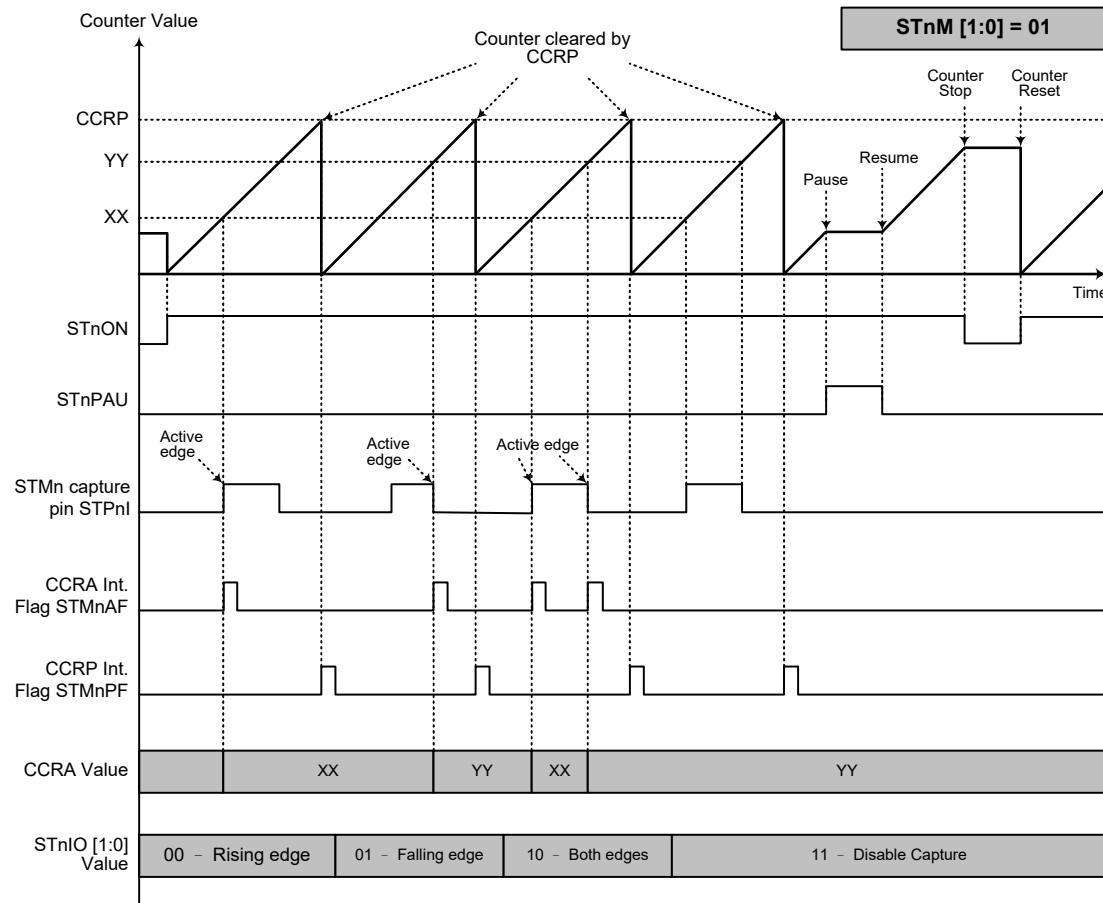 Counter Value
STnM [1:0] = 01
Counter cleared by
CCRP
Counter
Stop
Counter
Reset
CCRP
YY
XX
Pause
Resume
Time
STnON
STnPAU
Active
edge
Active
edge
Active edge
STMn capture
pin STPnI
CCRA Int.
Flag STMnAF
CCRP Int.
Flag STMnPF
CCRA Value
XX
YY
XX
YY
STnIO [1:0]
Value
00 – Rising edge
01 – Falling edge
10 – Both edges
11 – Disable Capture